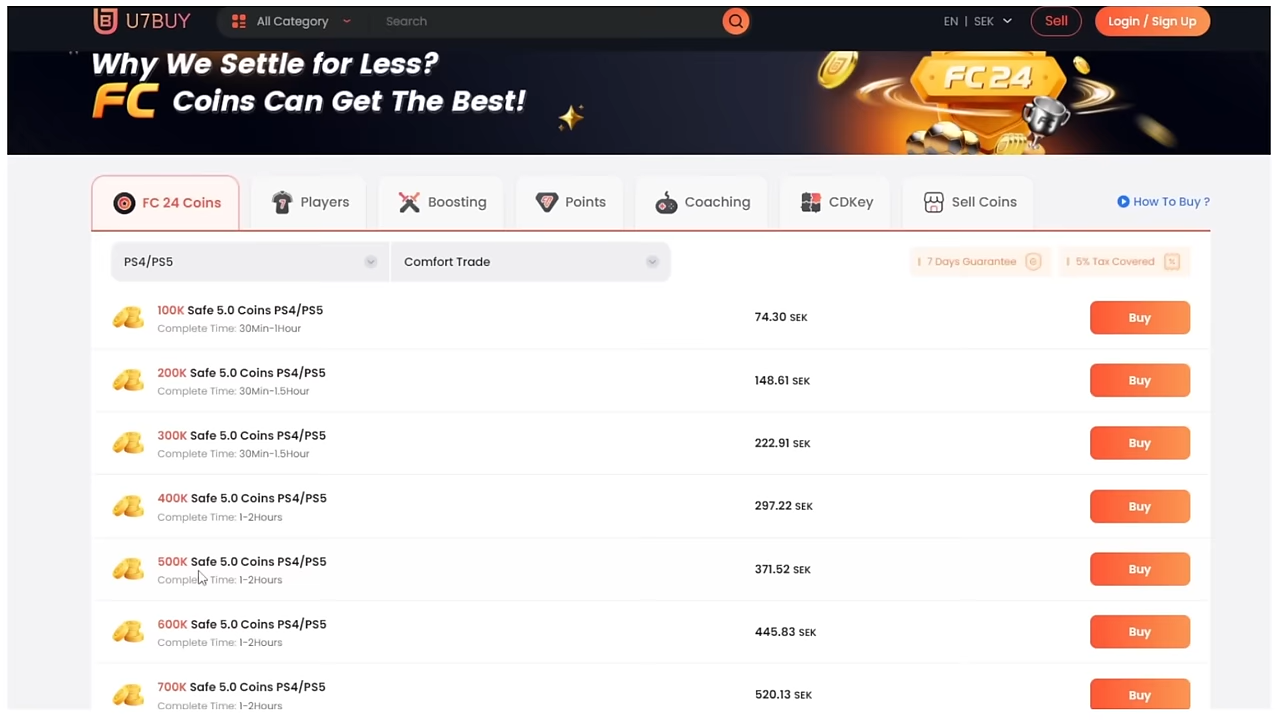 U7BUY
All Category
Search
EN | SEK
Sell
Login / Sign Up
Why We Settle for Less?
FC Coins Can Get The Best!
FC 24
FC 24 Coins
Players
Boosting
Points
Coaching
CDKey
Sell Coins
How To Buy ?
PS4/PS5
Comfort Trade
7 Days Guarantee
5% Tax Covered
100K Safe 5.0 Coins PS4/PS5
Complete Time: 30Min-1Hour
74.30 SEK
Buy
200K Safe 5.0 Coins PS4/PS5
Complete Time: 30Min-1.5Hour
148.61 SEK
Buy
300K Safe 5.0 Coins PS4/PS5
Complete Time: 30Min-1.5Hour
222.91 SEK
Buy
400K Safe 5.0 Coins PS4/PS5
Complete Time: 1-2Hours
297.22 SEK
Buy
500K Safe 5.0 Coins PS4/PS5
Complete Time: 1-2Hours
371.52 SEK
Buy
600K Safe 5.0 Coins PS4/PS5
Complete Time: 1-2Hours
445.83 SEK
Buy
700K Safe 5.0 Coins PS4/PS5
Complete Time: 1-2Hours
520.13 SEK
Buy